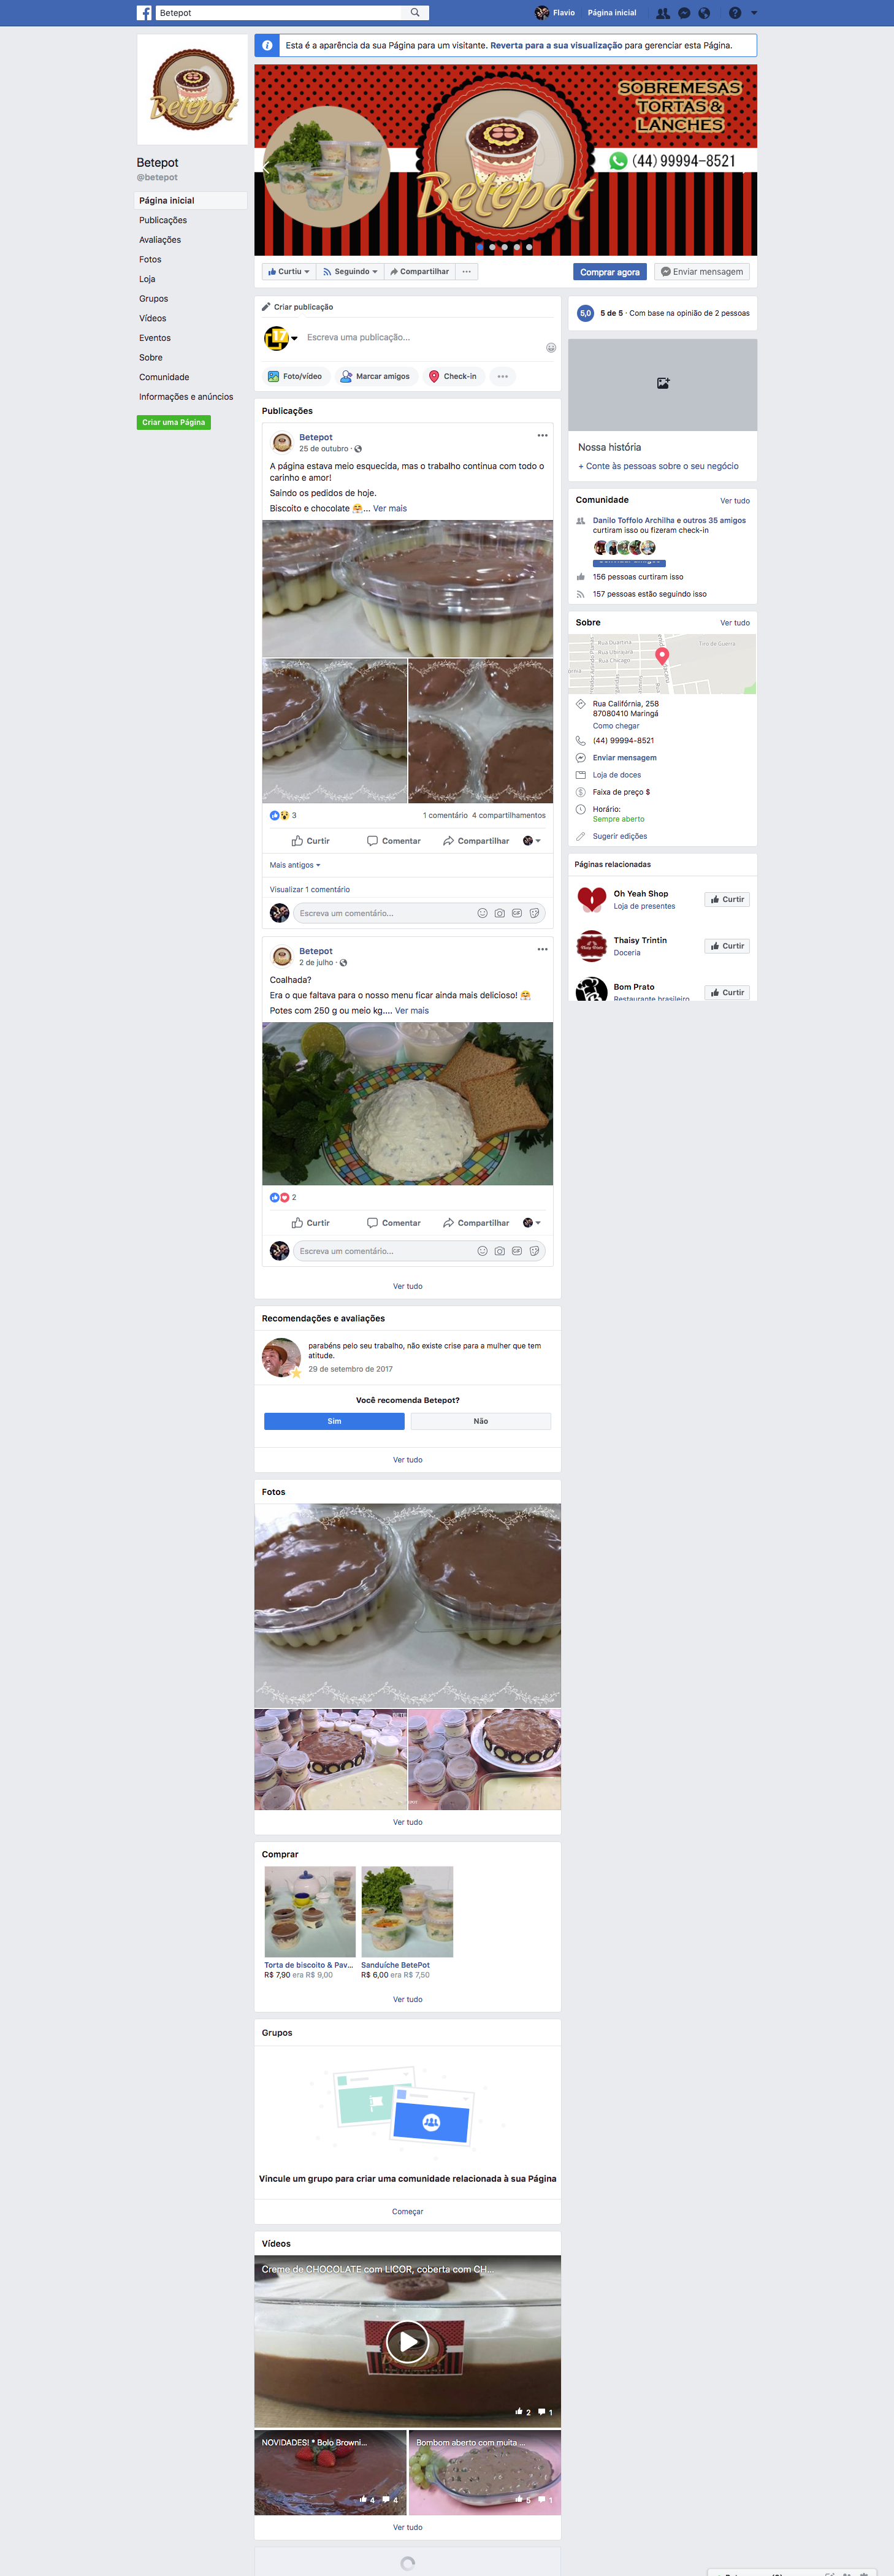 Betepot
Flavio
Página inicial
Betepot
Betepot
@betepot
Página inicial
Publicações
Avaliações
Fotos
Loja
Grupos
Vídeos
Eventos
Sobre
Comunidade
Informações e anúncios
Criar uma Página
Esta é a aparência da sua Página para um visitante. Reverta para a sua visualização para gerenciar esta Página.
SOBREMESAS
TORTAS &
LANCHES
(44) 99994-8521
Betepot
Curtiu
Seguindo
Compartilhar
Comprar agora
Enviar mensagem
Criar publicação
Escreva uma publicação...
Foto/vídeo
Marcar amigos
Check-in
Publicações
Betepot
25 de outubro ·
A página estava meio esquecida, mas o trabalho continua com todo o
carinho e amor!
Saindo os pedidos de hoje.
Biscoito e chocolate 🤗... Ver mais
3
1 comentário 4 compartilhamentos
Curtir
Comentar
Compartilhar
Mais antigos
Visualizar 1 comentário
Escreva um comentário...
Betepot
2 de julho ·
Coalhada?
Era o que faltava para o nosso menu ficar ainda mais delicioso! 🤗
Potes com 250 g ou meio kg.... Ver mais
2
Curtir
Comentar
Compartilhar
Escreva um comentário...
Ver tudo
Recomendações e avaliações
parabéns pelo seu trabalho, não existe crise para a mulher que tem
atitude.
29 de setembro de 2017
Você recomenda Betepot?
Sim
Não
Ver tudo
Fotos
Ver tudo
Comprar
Torta de biscoito & Pav...
R$ 7,90 era R$ 9,00
Sanduíche BetePot
R$ 6,00 era R$ 7,50
Ver tudo
Grupos
Vincule um grupo para criar uma comunidade relacionada à sua Página
Começar
Vídeos
Creme de CHOCOLATE com LICOR, coberta com CH...
2
1
NOVIDADES! * Bolo Browni...
4
4
Bombom aberto com muita ...
5
1
Ver tudo
5,0
5 de 5 · Com base na opinião de 2 pessoas
Nossa história
+ Conte às pessoas sobre o seu negócio
Comunidade
Ver tudo
Danilo Toffolo Archilha e outros 35 amigos
curtiram isso ou fizeram check-in
156 pessoas curtiram isso
157 pessoas estão seguindo isso
Sobre
Ver tudo
Rua Duartina
Rua Ubirajara
Rua Chicago
Tiro de Guerra
Rua Califórnia, 258
87080410 Maringá
Como chegar
(44) 99994-8521
Enviar mensagem
Loja de doces
Faixa de preço $
Horário:
Sempre aberto
Sugerir edições
Páginas relacionadas
Oh Yeah Shop
Loja de presentes
Curtir
Thaisy Trintin
Doceria
Curtir
Bom Prato
Restaurante brasileiro
Curtir